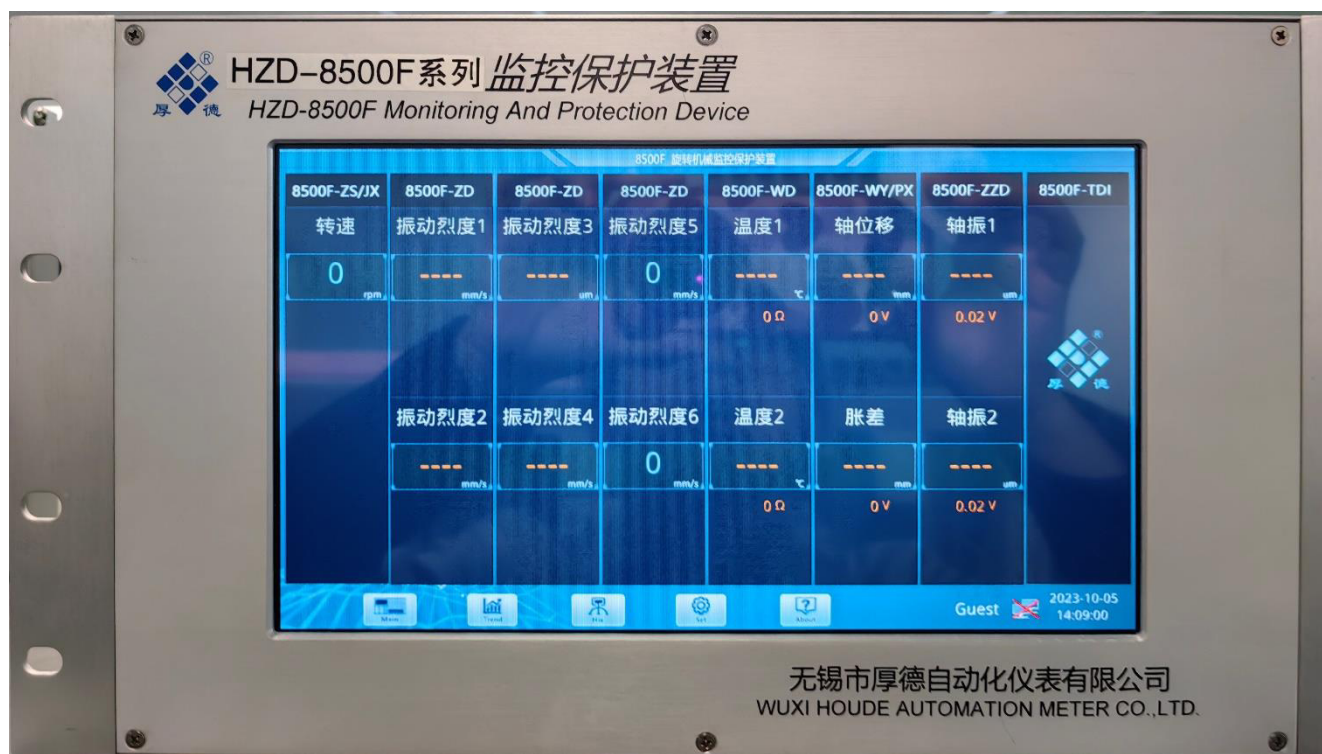 厚德®
HZD-8500F系列监控保护装置
HZD-8500F Monitoring And Protection Device
8500F 旋转机械监控保护装置
8500F-ZS/JX 8500F-ZD 8500F-ZD 8500F-ZD 8500F-WD 8500F-WY/PX 8500F-ZZD 8500F-TDI
转速 振动烈度1 振动烈度3 振动烈度5 温度1 轴位移 轴振1
0 ---- ---- 0 ---- ---- ----
rpm mm/s um mm/s ℃ mm um
0 Ω 0 V 0.02 V
厚德®
振动烈度2 振动烈度4 振动烈度6 温度2 胀差 轴振2
---- ---- 0 ---- ---- ----
mm/s mm/s mm/s ℃ mm um
0 Ω 0 V 0.02 V
Main Trend His Set About
Guest 2023-10-05
14:09:00
无锡市厚德自动化仪表有限公司
WUXI HOUDE AUTOMATION METER CO.,LTD.